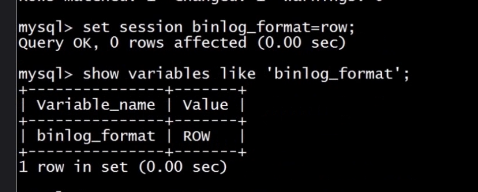 mysql> set session binlog_format=row;
Query OK, 0 rows affected (0.00 sec)
mysql> show variables like 'binlog_format';
+---------------+-------+
| Variable_name | Value |
+---------------+-------+
| binlog_format | ROW   |
+---------------+-------+
1 row in set (0.00 sec)